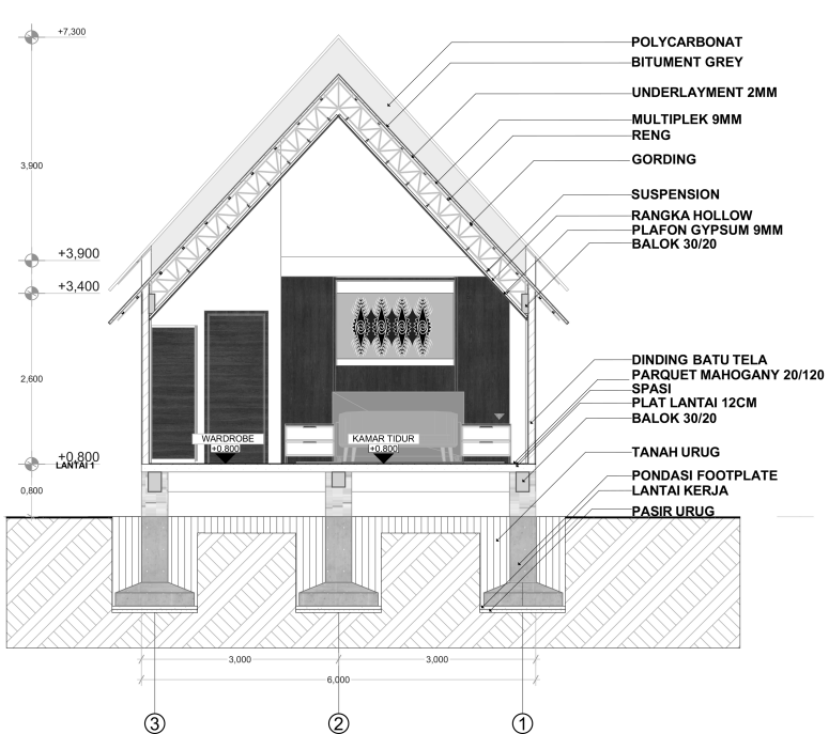 +7,300
POLYCARBONAT
BITUMENT GREY
UNDERLAYMENT 2MM
MULTIPLEK 9MM
RENG
GORDING
3,900
SUSPENSION
RANGKA HOLLOW
PLAFON GYPSUM 9MM
BALOK 30/20
+3,900
+3,400
DINDING BATU TELA
PARQUET MAHOGANY 20/120
SPASI
PLAT LANTAI 12CM
BALOK 30/20
2,600
WARDROBE
+0.800
KAMAR TIDUR
+0.800
TANAH URUG
+0.800
LANTAI 1
PONDASI FOOTPLATE
LANTAI KERJA
0,800
PASIR URUG
3,000
3,000
6,000
3
2
1